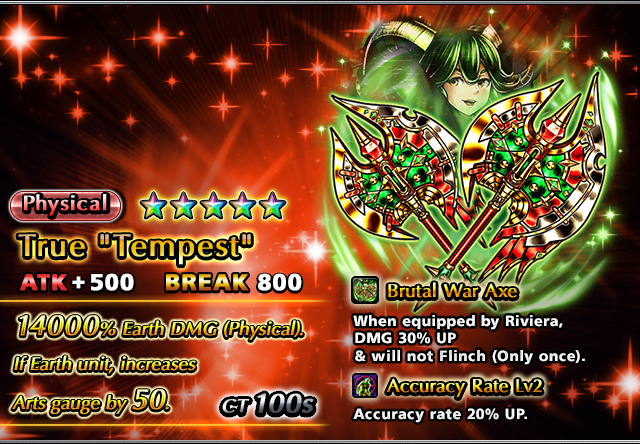 Physical
True "Tempest"
ATK +500 BREAK 800
14000% Earth DMG (Physical).
If Earth unit, increases
Arts gauge by 50.
CT 100s
Brutal War Axe
When equipped by Riviera,
DMG 30% UP
& will not Flinch (Only once).
Accuracy Rate Lv2
Accuracy rate 20% UP.